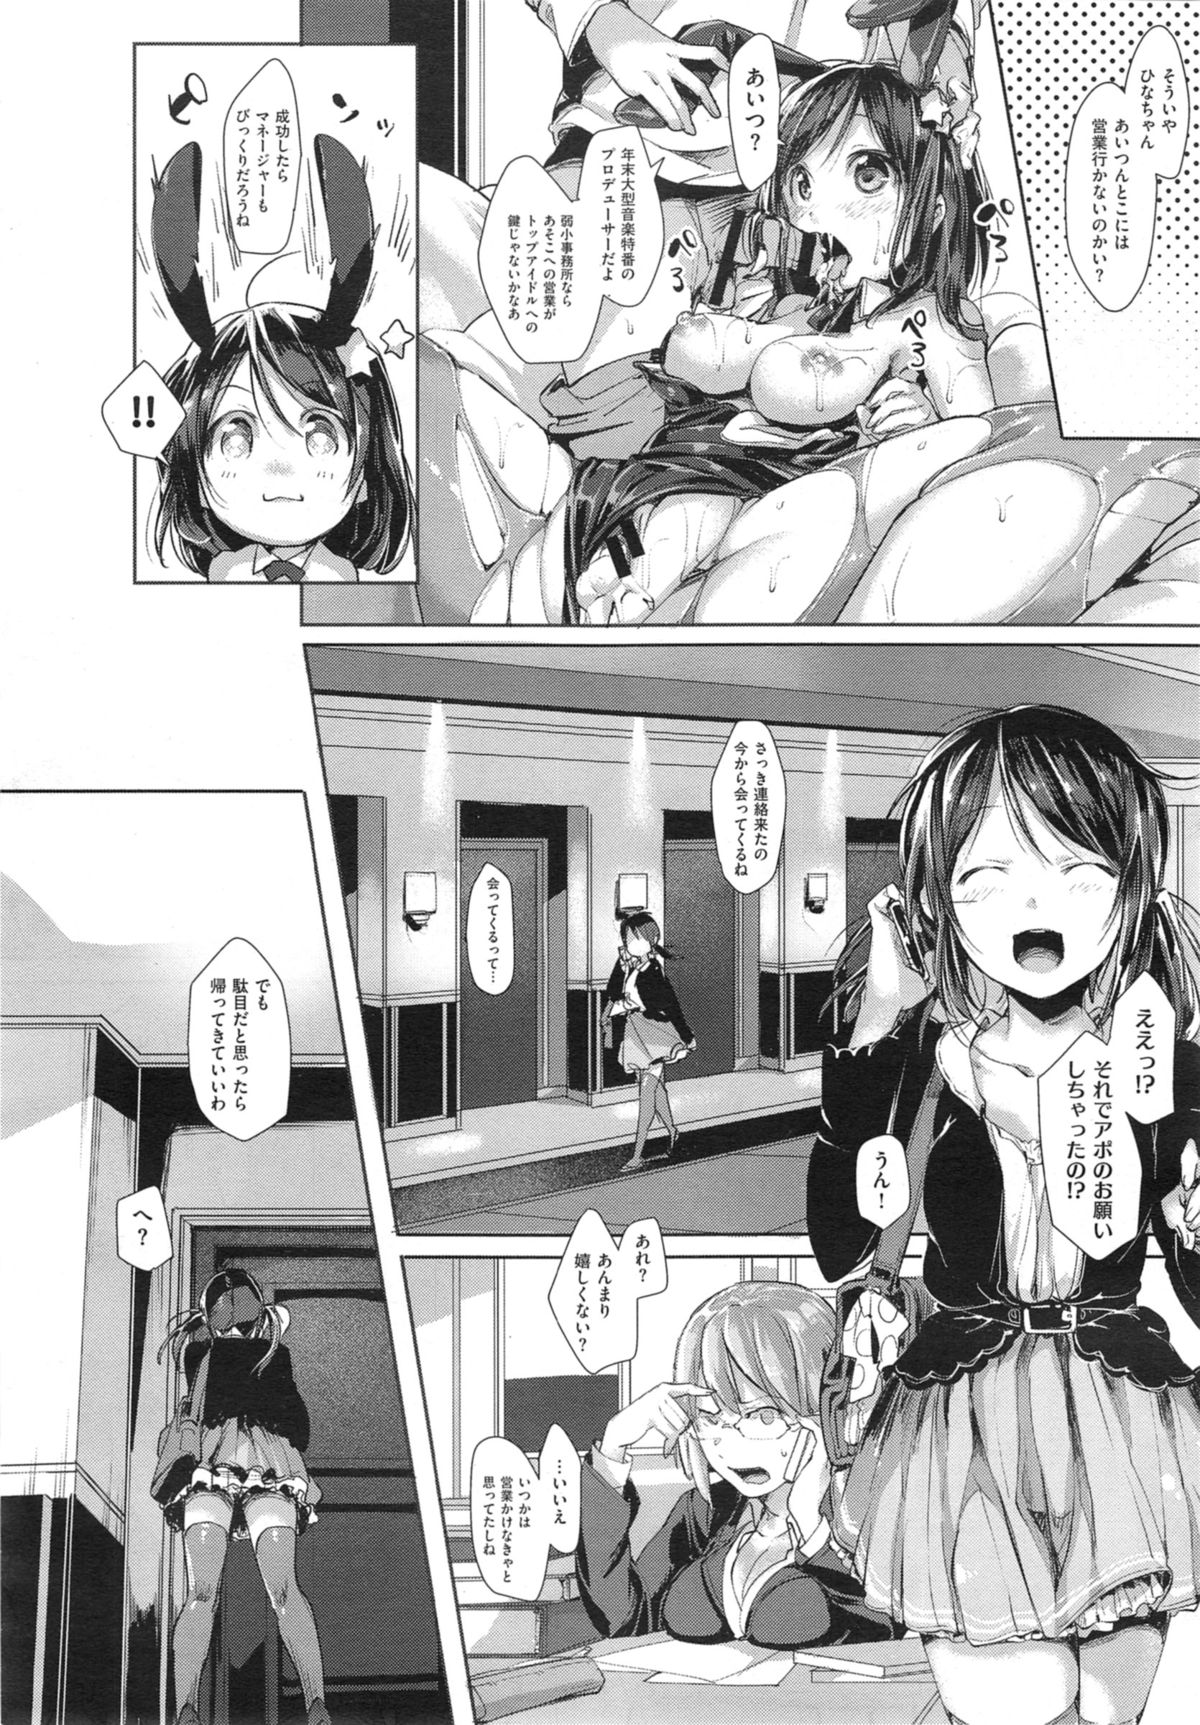 そういや
ひなちゃん
あいつんとこには
営業行かないのかい？
あいつ？
年末大型音楽特番の
プロデューサーだよ
弱小事務所なら
あそこへの営業が
トップアイドルへの
鍵じゃないかなあ
ぺろ
ぺろ
成功したら
マネージャーも
びっくりだろうね
!!
ええっ!?
それでアポのお願い
しちゃったの!?
うん！
さっき連絡来たの
今から会ってくるね
会ってくるって…
あれ？
あんまり
嬉しくない？
…いいえ
いつかは
営業かけなきゃと
思ってたしね
でも
駄目だと思ったら
帰ってきていいわ
へ？